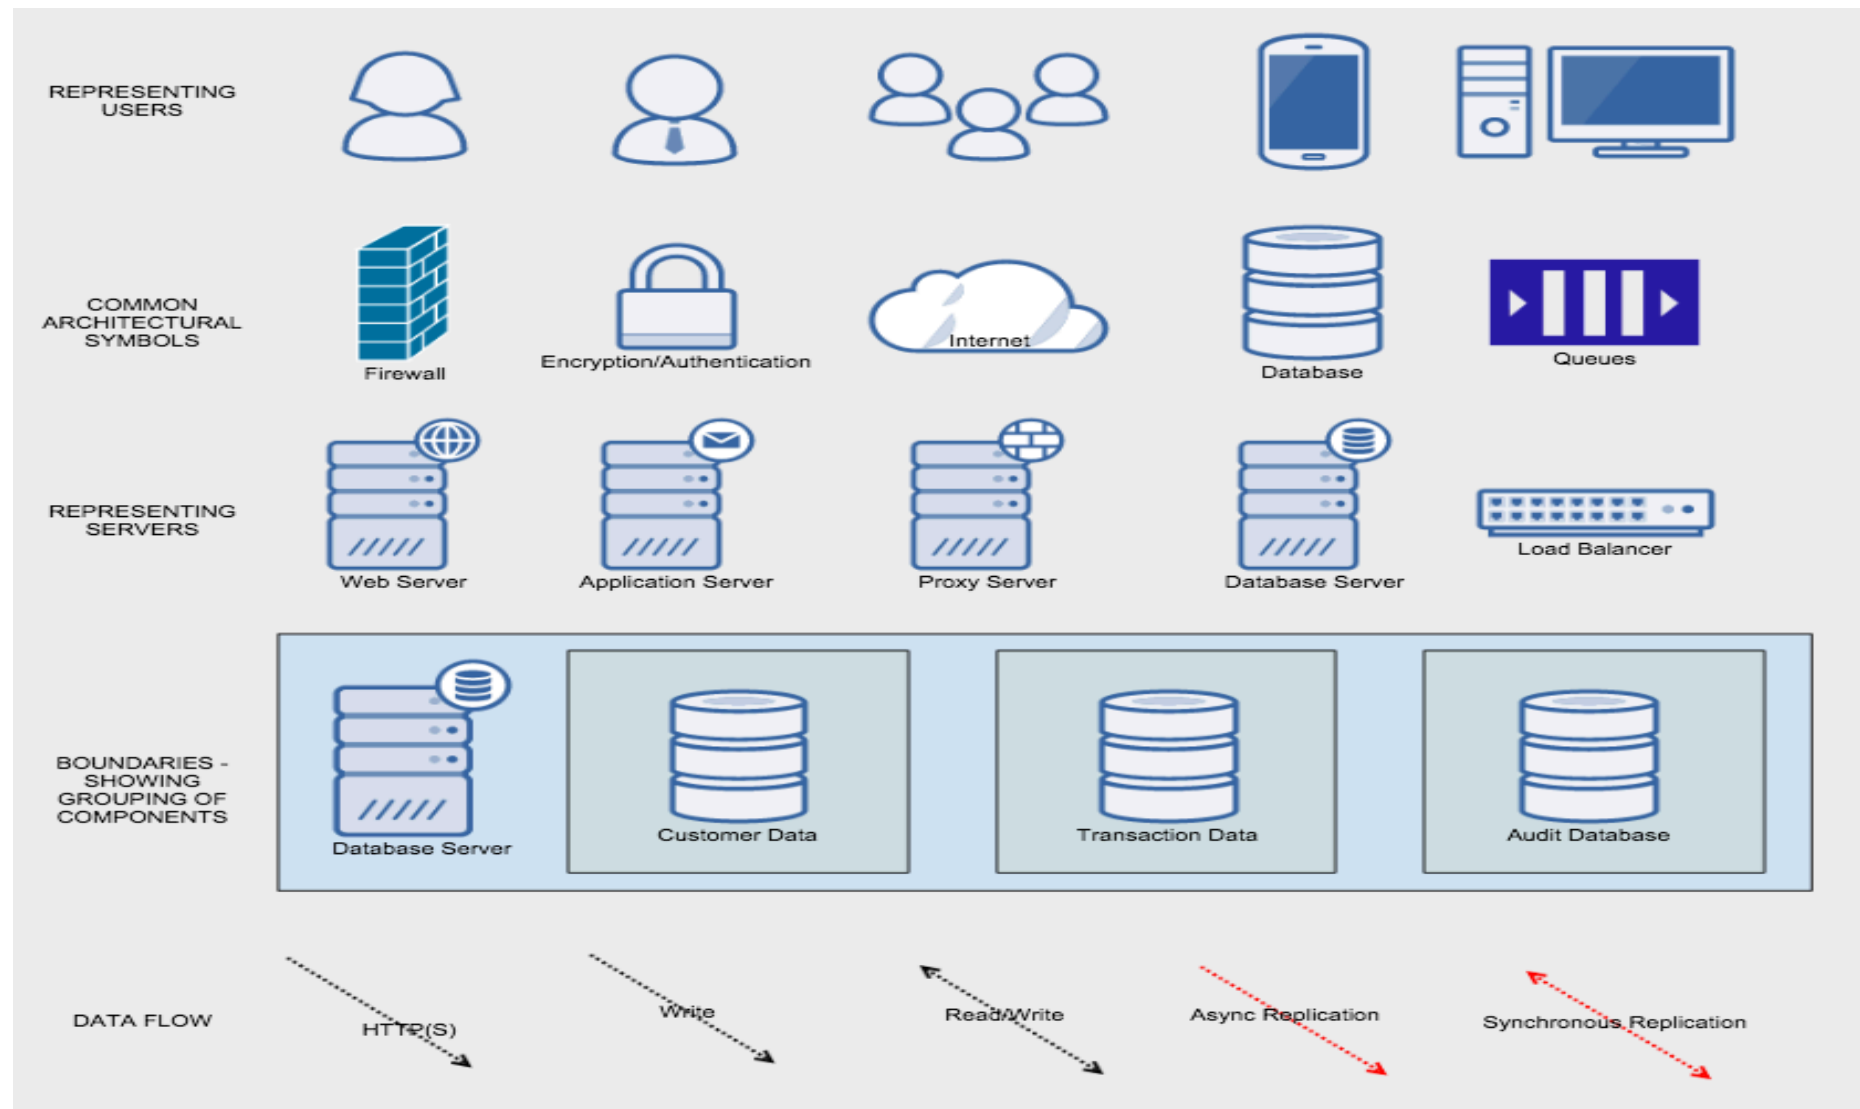 REPRESENTING
USERS
COMMON
ARCHITECTURAL
SYMBOLS
Firewall
Encryption/Authentication
Internet
Database
Queues
REPRESENTING
SERVERS
Web Server
Application Server
Proxy Server
Database Server
Load Balancer
BOUNDARIES -
SHOWING
GROUPING OF
COMPONENTS
Database Server
Customer Data
Transaction Data
Audit Database
DATA FLOW
HTTP(S)
Write
Read/Write
Async Replication
Synchronous Replication